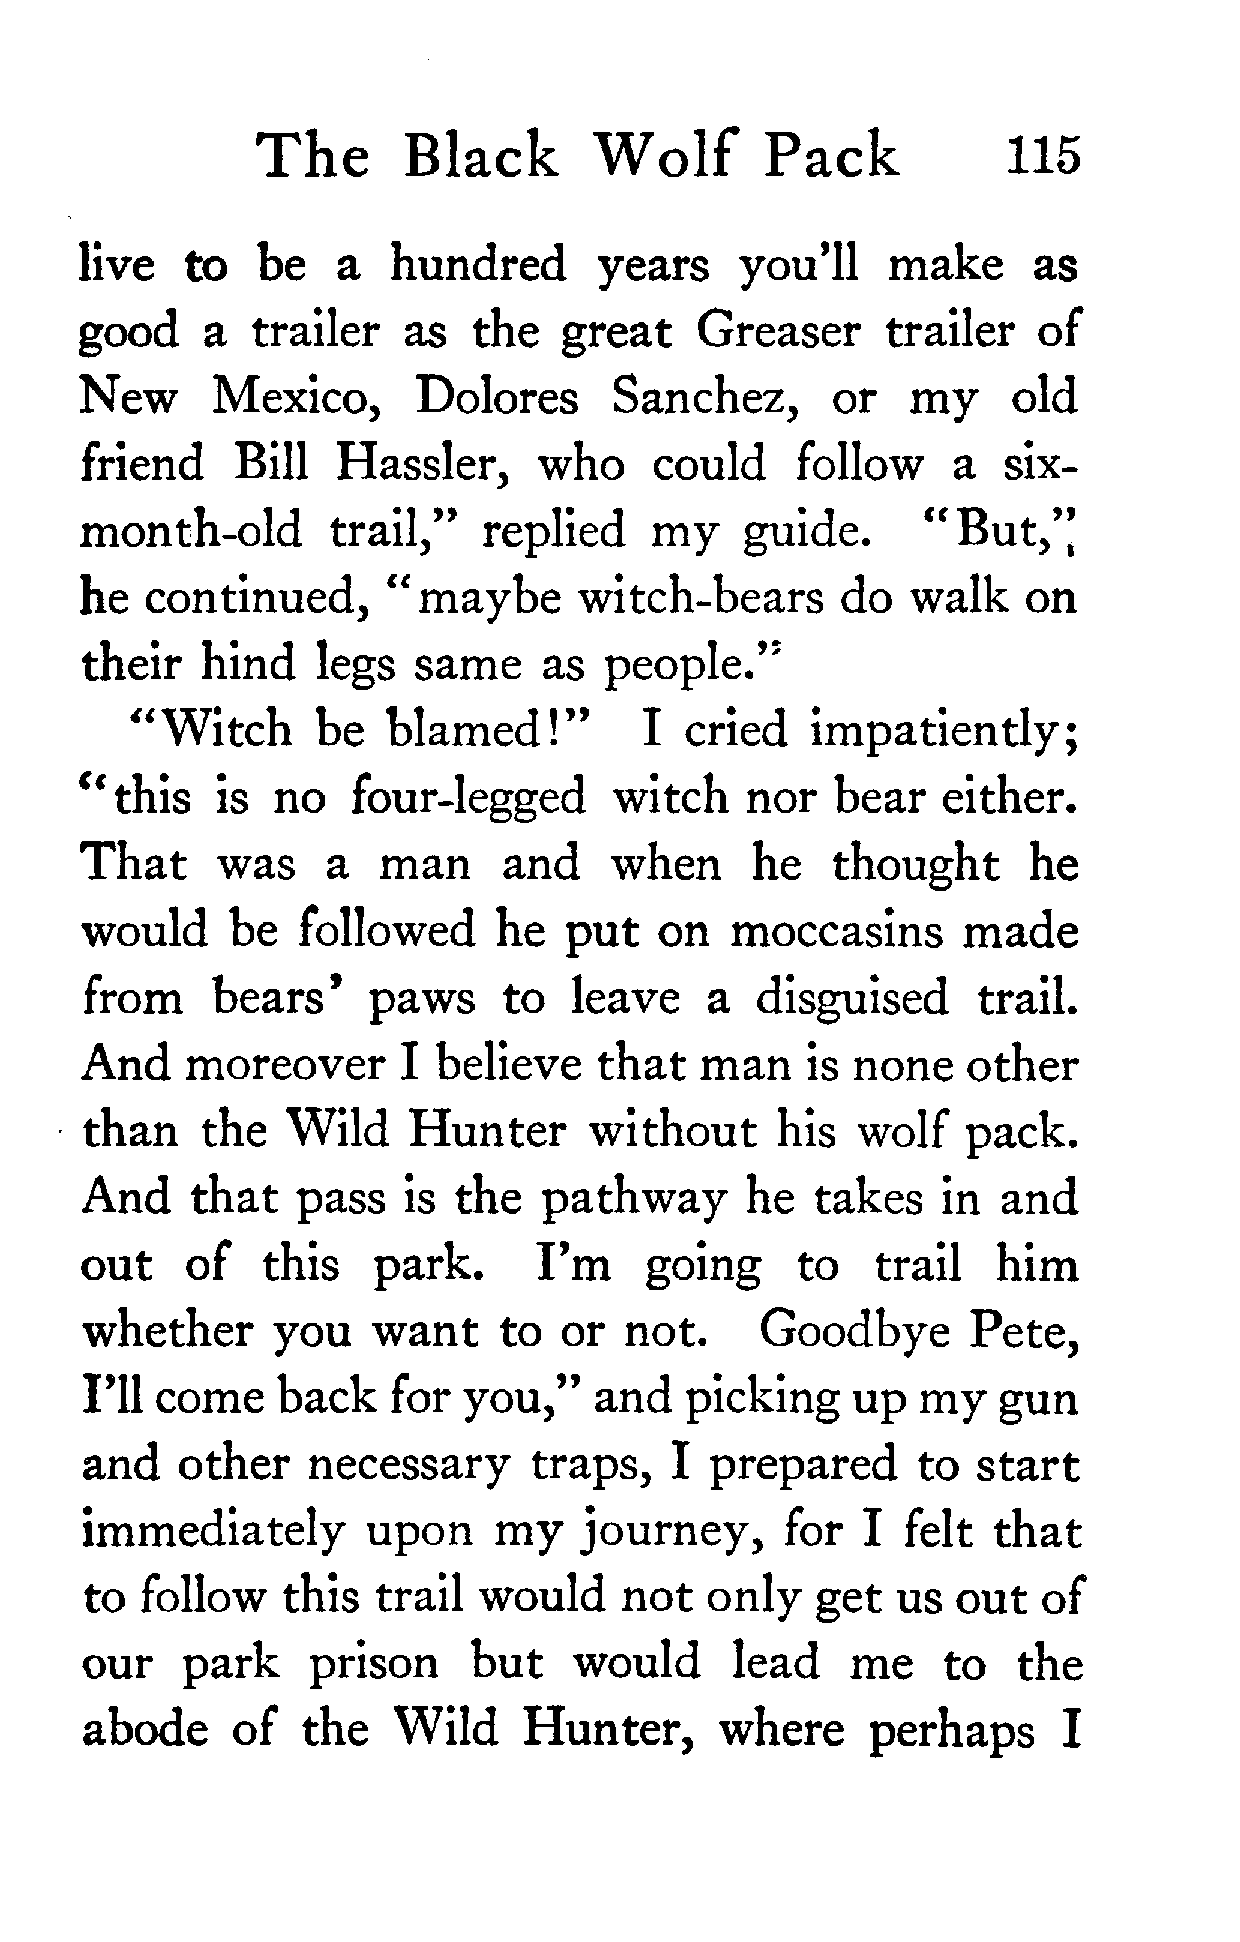 The Black Wolf Pack 115
live to be a hundred years you'll make as
good a trailer as the great Greaser trailer of
New Mexico, Dolores Sanchez, or my old
friend Bill Hassler, who could follow a six-
month-old trail,” replied my guide. “But,”
he continued, “maybe witch-bears do walk on
their hind legs same as people.”
“Witch be blamed!” I cried impatiently;
“this is no four-legged witch nor bear either.
That was a man and when he thought he
would be followed he put on moccasins made
from bears’ paws to leave a disguised trail.
And moreover I believe that man is none other
than the Wild Hunter without his wolf pack.
And that pass is the pathway he takes in and
out of this park. I’m going to trail him
whether you want to or not. Goodbye Pete,
I’ll come back for you,” and picking up my gun
and other necessary traps, I prepared to start
immediately upon my journey, for I felt that
to follow this trail would not only get us out of
our park prison but would lead me to the
abode of the Wild Hunter, where perhaps I